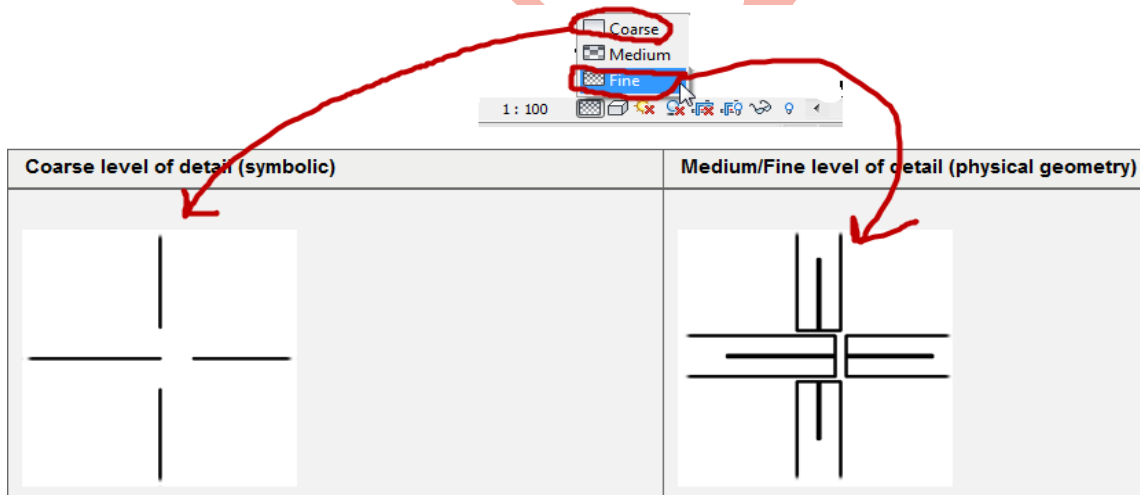 Coarse
Medium
Fine
1 : 100
Coarse level of detail (symbolic)
Medium/Fine level of detail (physical geometry)